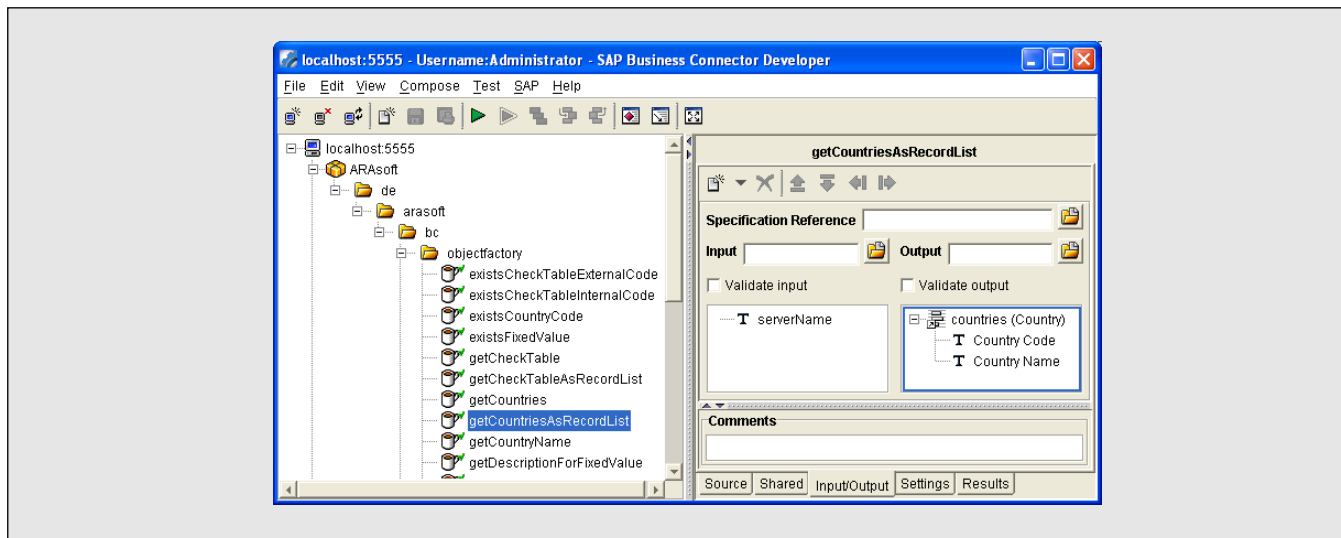 localhost:5555 - Username:Administrator - SAP Business Connector Developer
File Edit View Compose Test SAP Help
localhost:5555
ARAsoft
de
arasoft
bc
objectfactory
existsCheckTableExternalCode
existsCheckTableInternalCode
existsCountryCode
existsFixedValue
getCheckTable
getCheckTableAsRecordList
getCountries
getCountriesAsRecordList
getCountryName
getDescriptionForFixedValue
getCountriesAsRecordList
Specification Reference
Input Output
Validate input Validate output
T serverName
countries (Country)
T Country Code
T Country Name
Comments
Source Shared Input/Output Settings Results